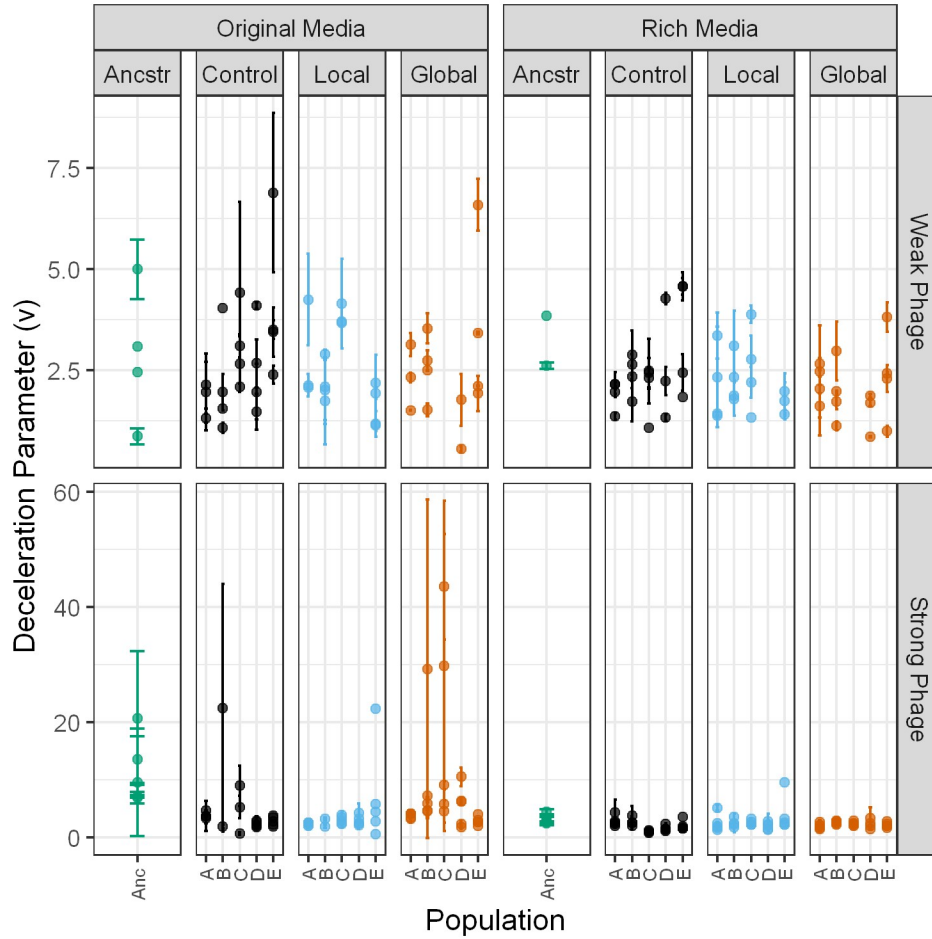 Original Media Rich Media
Ancstr Control Local Global Ancstr Control Local Global
Deceleration Parameter (v)
7.5
5.0
2.5
Weak Phage
60
40
20
0
Strong Phage
Anc A B C D E A B C D E A B C D E Anc A B C D E A B C D E A B C D E
Population